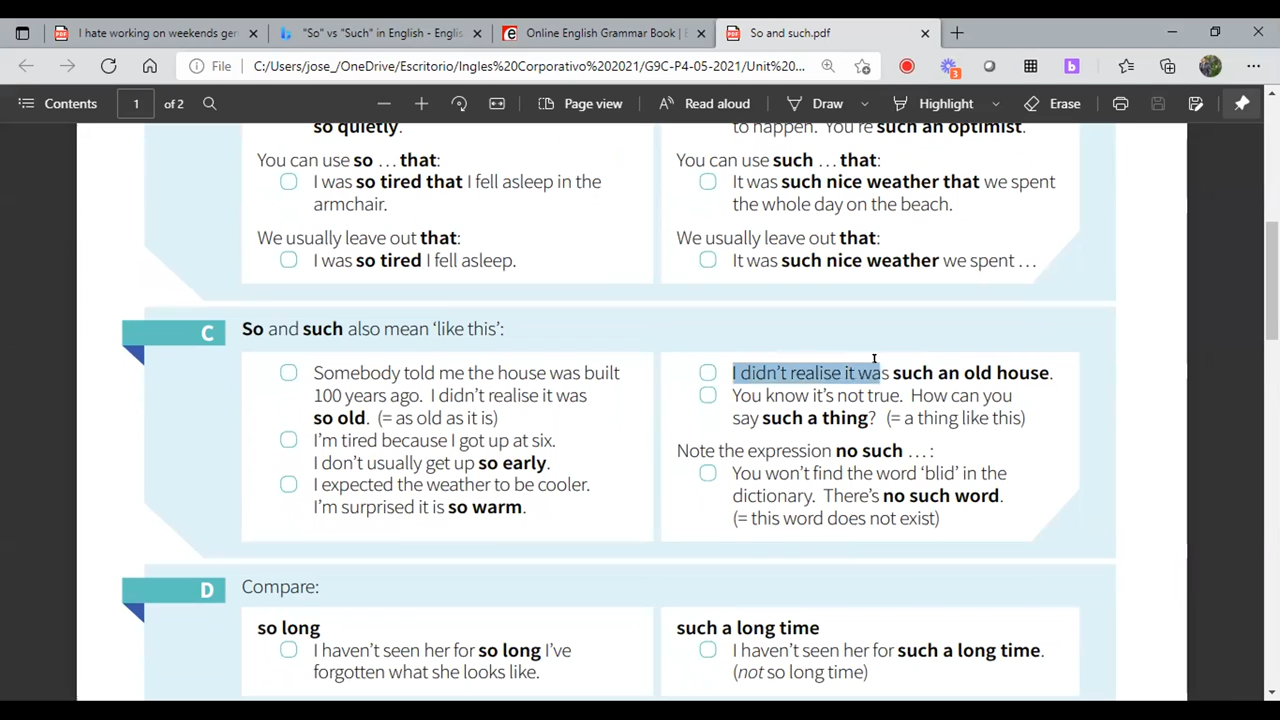 I hate working on weekends ger
"So" vs "Such" in English - Englis
Online English Grammar Book | E
So and such.pdf
File
C:/Users/jose_/OneDrive/Escritorio/Ingles%20Corporativo%202021/G9C-P4-05-2021/Unit%20...
3
Contents
1
of 2
Page view
Read aloud
Draw
Highlight
Erase
so quietly.
You can use so … that:
I was so tired that I fell asleep in the
armchair.
We usually leave out that:
I was so tired I fell asleep.
to happen. You're such an optimist.
You can use such … that:
It was such nice weather that we spent
the whole day on the beach.
We usually leave out that:
It was such nice weather we spent …
C
So and such also mean 'like this':
Somebody told me the house was built
100 years ago. I didn't realise it was
so old. (= as old as it is)
I'm tired because I got up at six.
I don't usually get up so early.
I expected the weather to be cooler.
I'm surprised it is so warm.
I didn't realise it was such an old house.
You know it's not true. How can you
say such a thing? (= a thing like this)
Note the expression no such … :
You won't find the word 'blid' in the
dictionary. There's no such word.
(= this word does not exist)
D
Compare:
so long
I haven't seen her for so long I've
forgotten what she looks like.
such a long time
I haven't seen her for such a long time.
(not so long time)